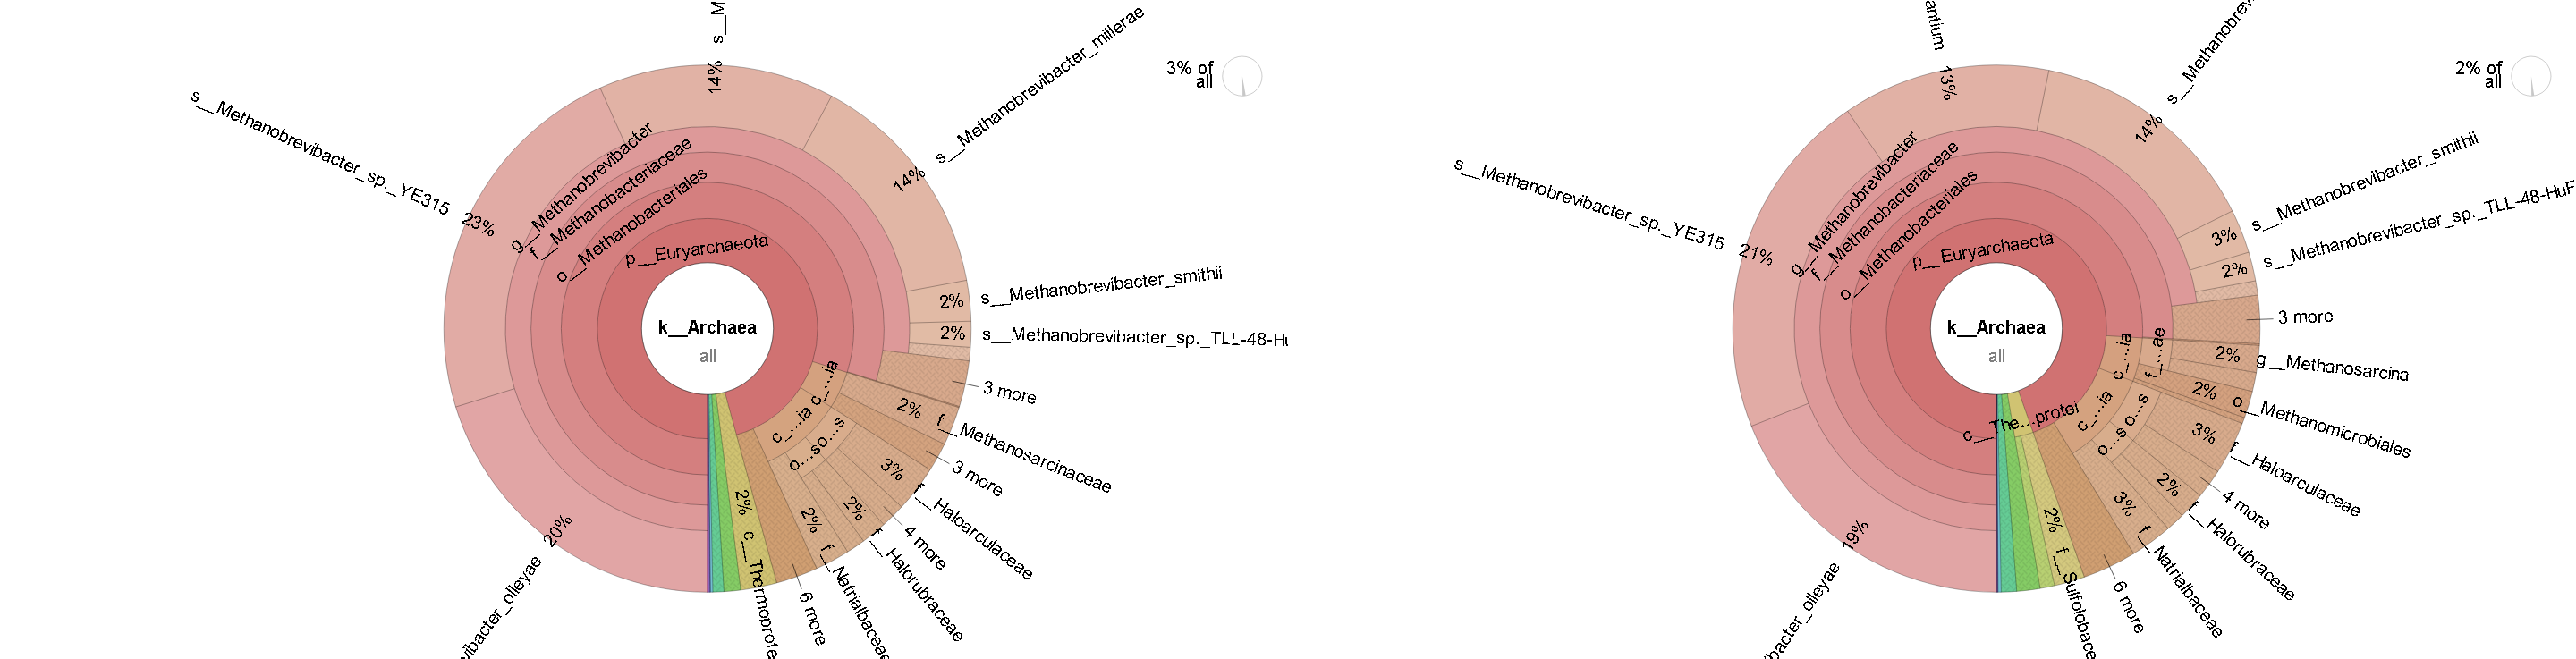 s__M
14%
s__Methanobrevibacter_millerae
14%
3% of
all
s__Methanobrevibacter_sp._YE315 23%
g__Methanobrevibacter
f__Methanobacteriaceae
o__Methanobacteriales
p__Euryarchaeota
k__Archaea
all
2% s__Methanobrevibacter_smithii
2% s__Methanobrevibacter_sp._TLL-48-Hu
3 more
c_...ia
2% f__Methanosarcinaceae
3 more
c_...ia
o...s
o...s
3% f__Haloarculaceae
4 more
2% f__Halorubraceae
2% f__Natrialbaceae
6 more
2% c__Thermoprote
20%
vibacter_olleyae
antium
13%
s__Methanobrev
14%
2% of
all
s__Methanobrevibacter_sp._YE315 21%
g__Methanobrevibacter
f__Methanobacteriaceae
o__Methanobacteriales
p__Euryarchaeota
k__Archaea
all
3% s__Methanobrevibacter_smithii
2% s__Methanobrevibacter_sp._TLL-48-HuF
3 more
c_...ia
f_...ae
2% g__Methanosarcina
2% o__Methanomicrobiales
c_...ia
o...s
o...s
3% f__Haloarculaceae
4 more
2% f__Halorubraceae
3% f__Natrialbaceae
6 more
c__The...protei
2% f__Sulfolobace
19%
bacter_olleyae